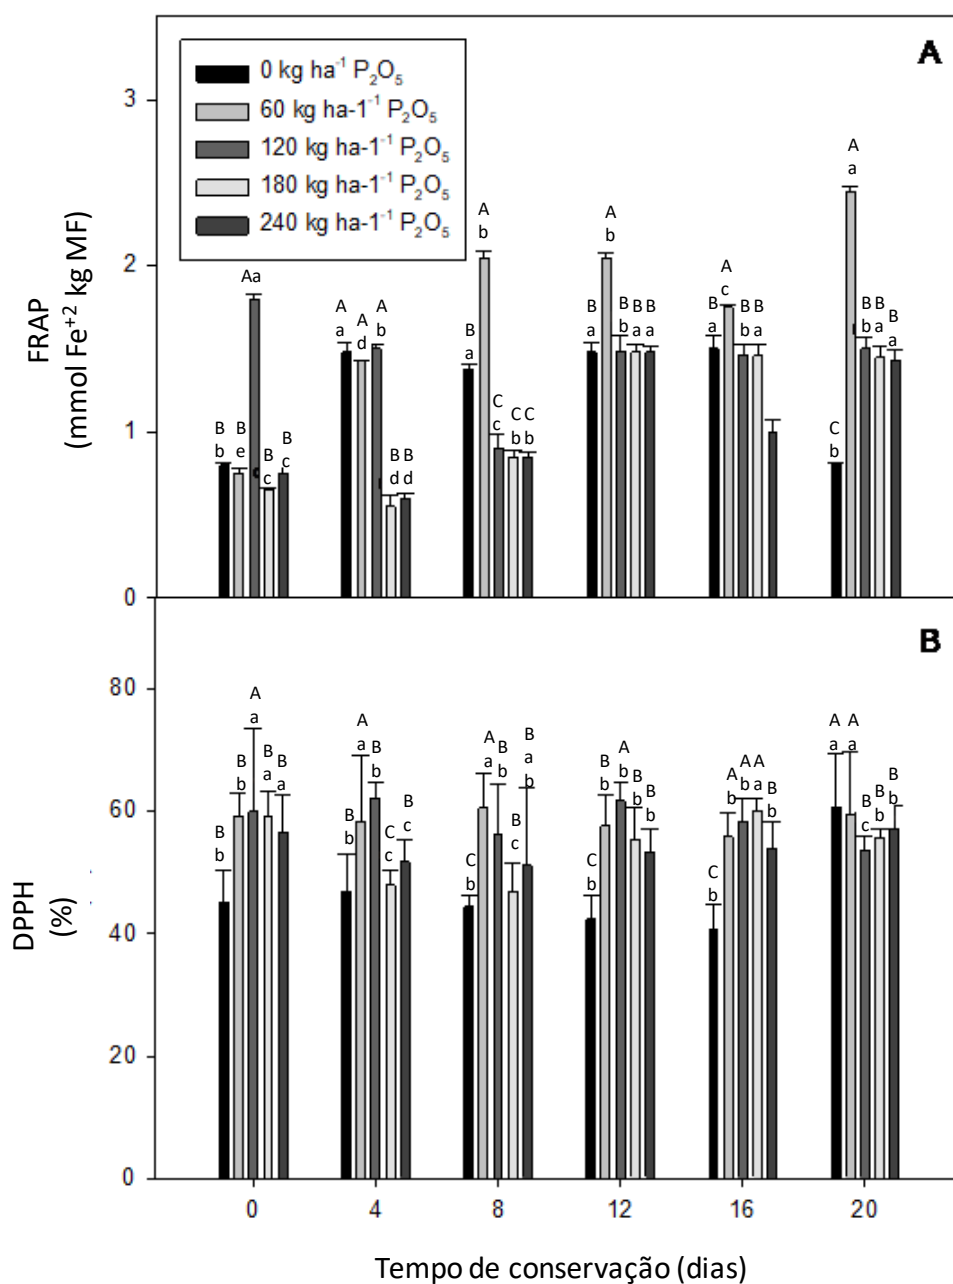 A
0 kg ha⁻¹ P₂O₅
60 kg ha-1⁻¹ P₂O₅
120 kg ha-1⁻¹ P₂O₅
180 kg ha-1⁻¹ P₂O₅
240 kg ha-1⁻¹ P₂O₅
FRAP
(mmol Fe⁺² kg MF)
3
2
1
0
B
b
B
e
Aa
B
c
B
c
A
a
A
d
A
b
B
d
B
d
B
a
A
b
C
c
C
b
C
b
B
a
A
b
B
b
B
a
B
a
B
a
A
c
B
b
B
a
C
b
A
a
B
b
B
a
B
a
B
DPPH
(%)
80
60
40
20
0
B
b
B
b
A
a
B
a
B
a
B
b
A
a
A
b
C
c
B
c
C
b
A
a
B
b
B
c
B
a
b
C
b
B
b
A
b
B
b
B
b
C
b
A
b
A
b
A
a
B
b
A
a
A
a
B
c
B
b
B
b
0 4 8 12 16 20
Tempo de conservação (dias)